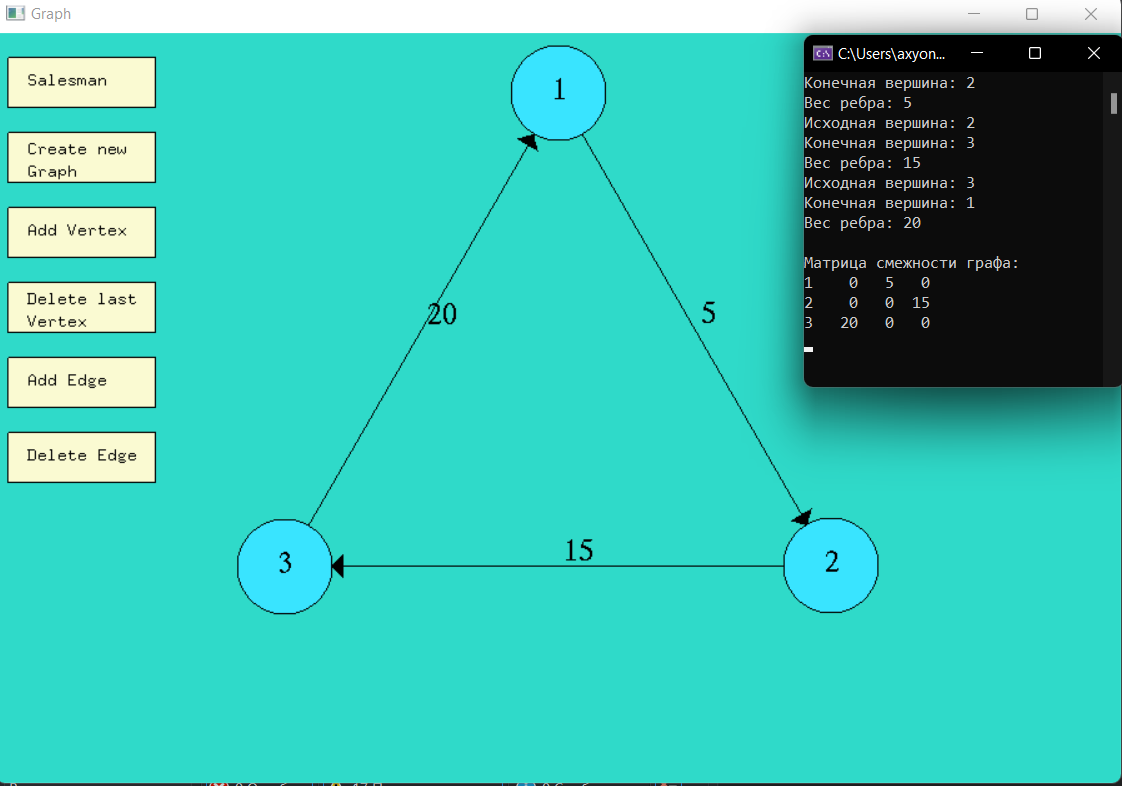 Graph
Salesman
Create new
Graph
Add Vertex
Delete last
Vertex
Add Edge
Delete Edge
1
20
5
3
15
2
C:\Users\axyon...
Конечная вершина: 2
Вес ребра: 5
Исходная вершина: 2
Конечная вершина: 3
Вес ребра: 15
Исходная вершина: 3
Конечная вершина: 1
Вес ребра: 20
Матрица смежности графа:
1 0 5 0
2 0 0 15
3 20 0 0